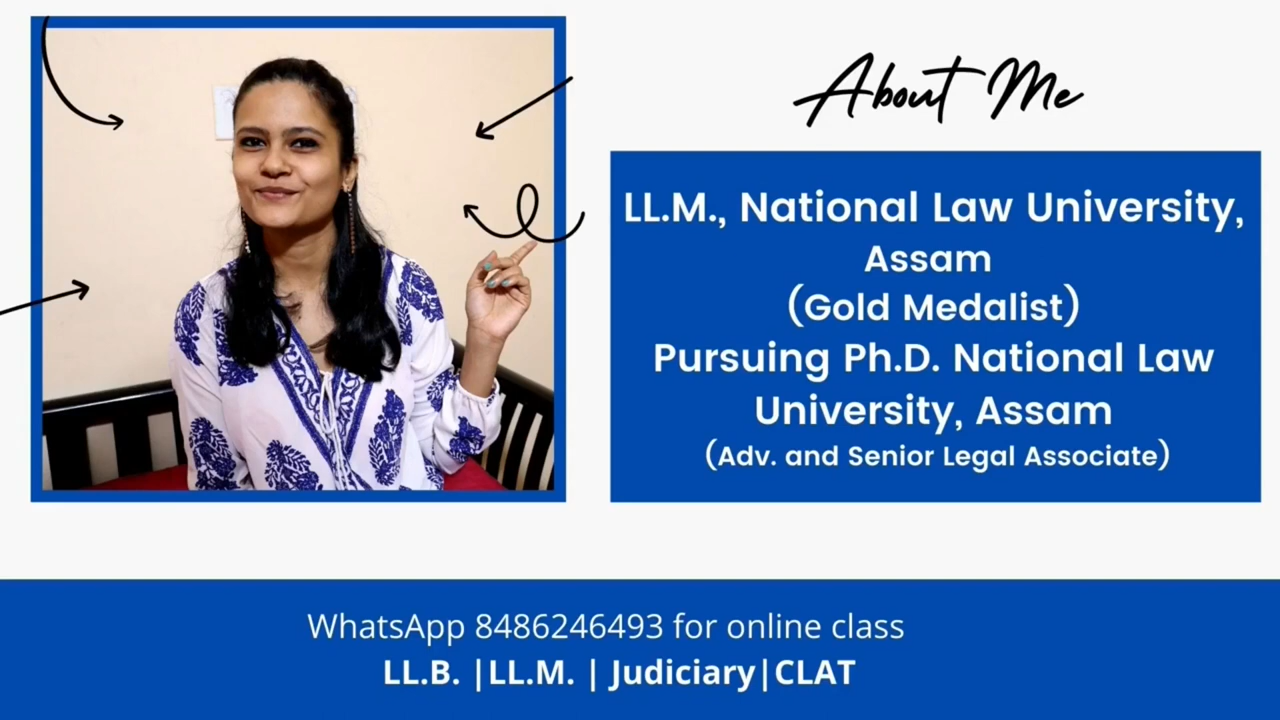 About Me
LL.M., National Law University,
Assam
(Gold Medalist)
Pursuing Ph.D. National Law
University, Assam
(Adv. and Senior Legal Associate)
WhatsApp 8486246493 for online class
LL.B. |LL.M. | Judiciary|CLAT